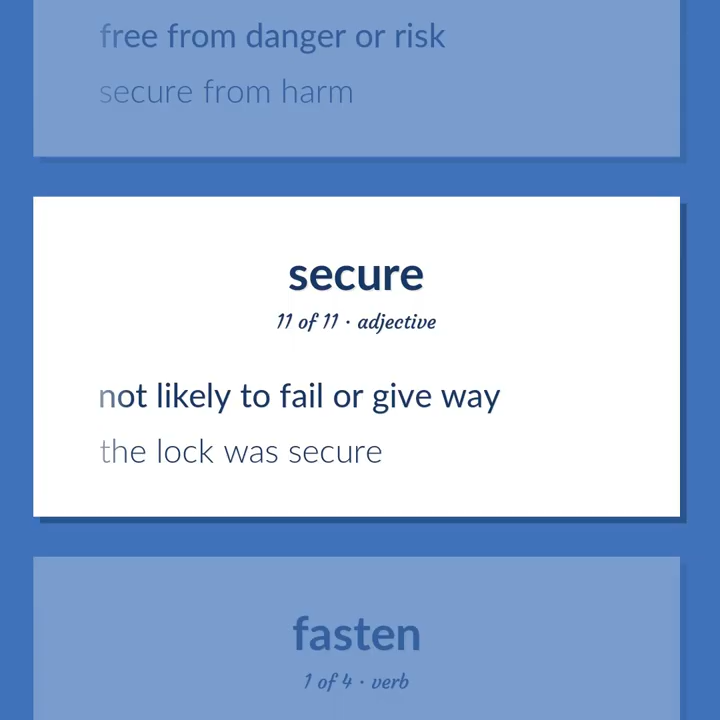 free from danger or risk
secure from harm
secure
11 of 11 · adjective
not likely to fail or give way
the lock was secure
fasten
1 of 4 · verb